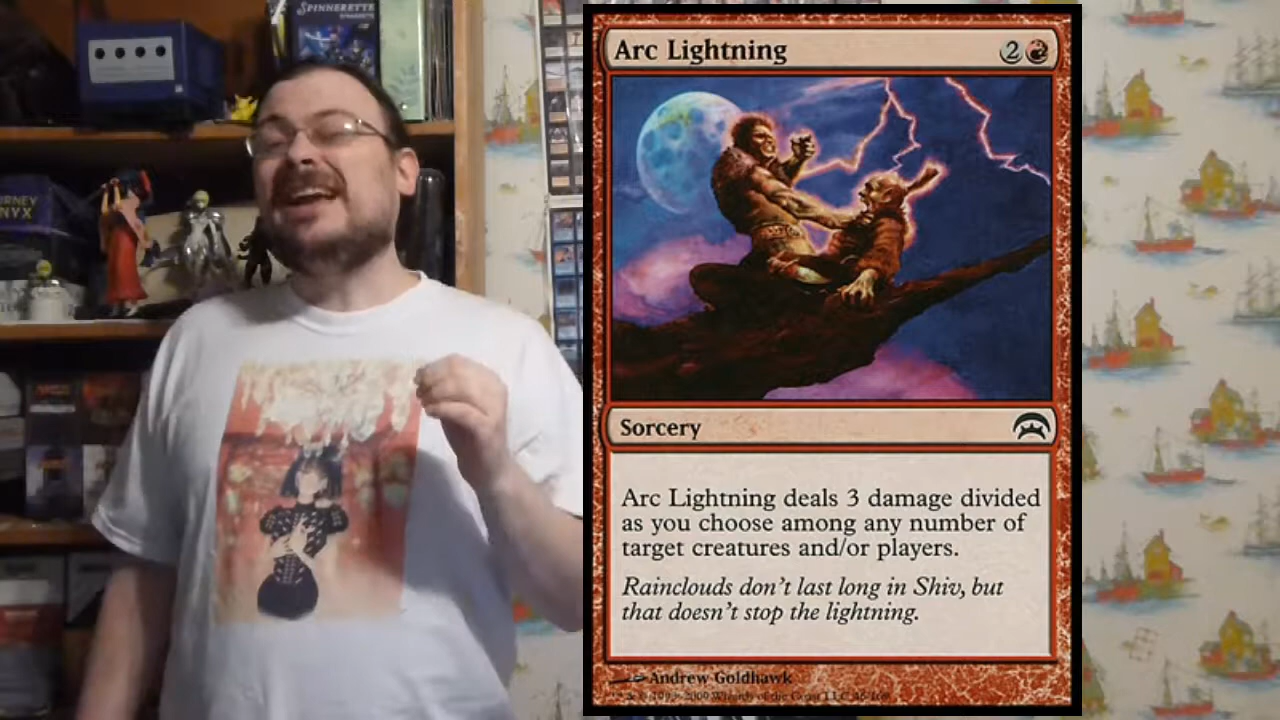 SPINNERETTE
Arc Lightning
2
Sorcery
Arc Lightning deals 3 damage divided
as you choose among any number of
target creatures and/or players.
Rainclouds don't last long in Shiv, but
that doesn't stop the lightning.
Andrew Goldhawk